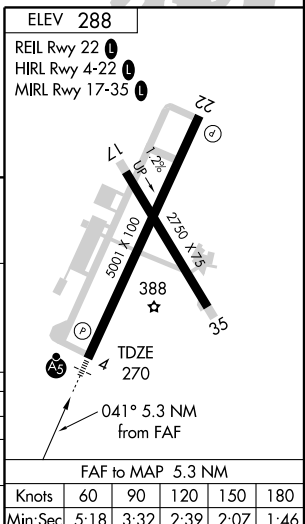 ELEV 288
REIL Rwy 22 L
HIRL Rwy 4-22 L
MIRL Rwy 17-35 L
22
P
17
1.2%
UP
5001 X 100
2750 X 75
388
35
P
A5
4
TDZE
270
041° 5.3 NM
from FAF
FAF to MAP 5.3 NM
Knots 60 90 120 150 180
Min:Sec 5:18 3:32 2:39 2:07 1:46